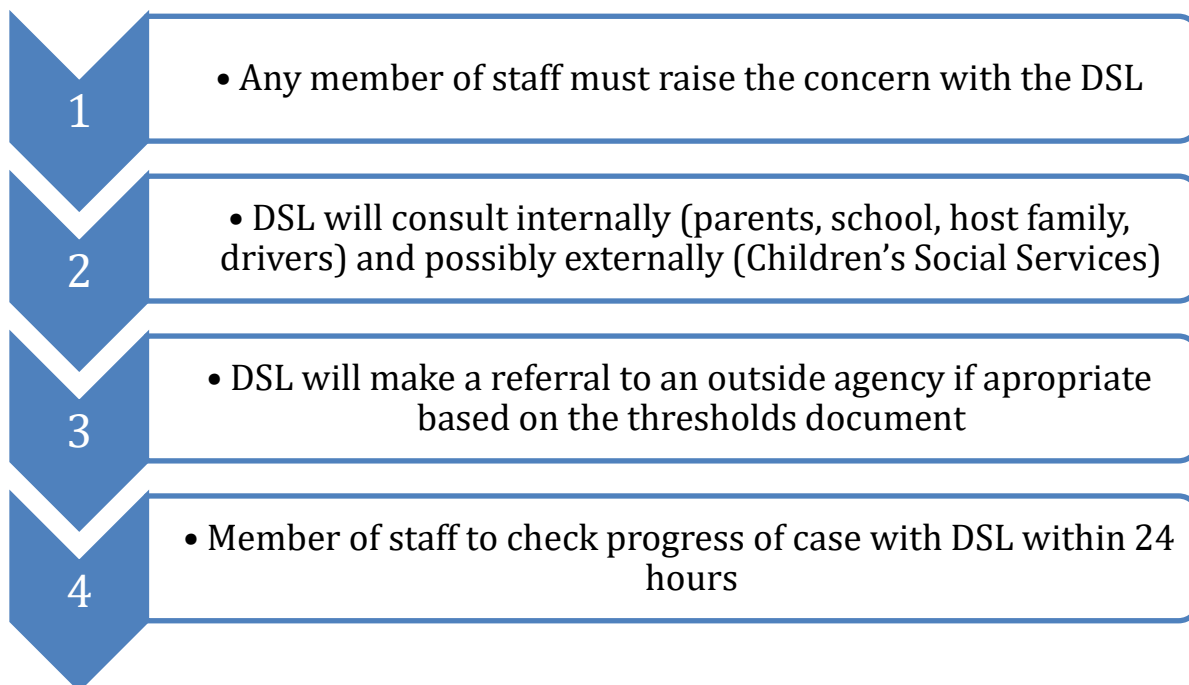 1
• Any member of staff must raise the concern with the DSL
2
• DSL will consult internally (parents, school, host family,
drivers) and possibly externally (Children’s Social Services)
3
• DSL will make a referral to an outside agency if apropriate
based on the thresholds document
4
• Member of staff to check progress of case with DSL within 24
hours